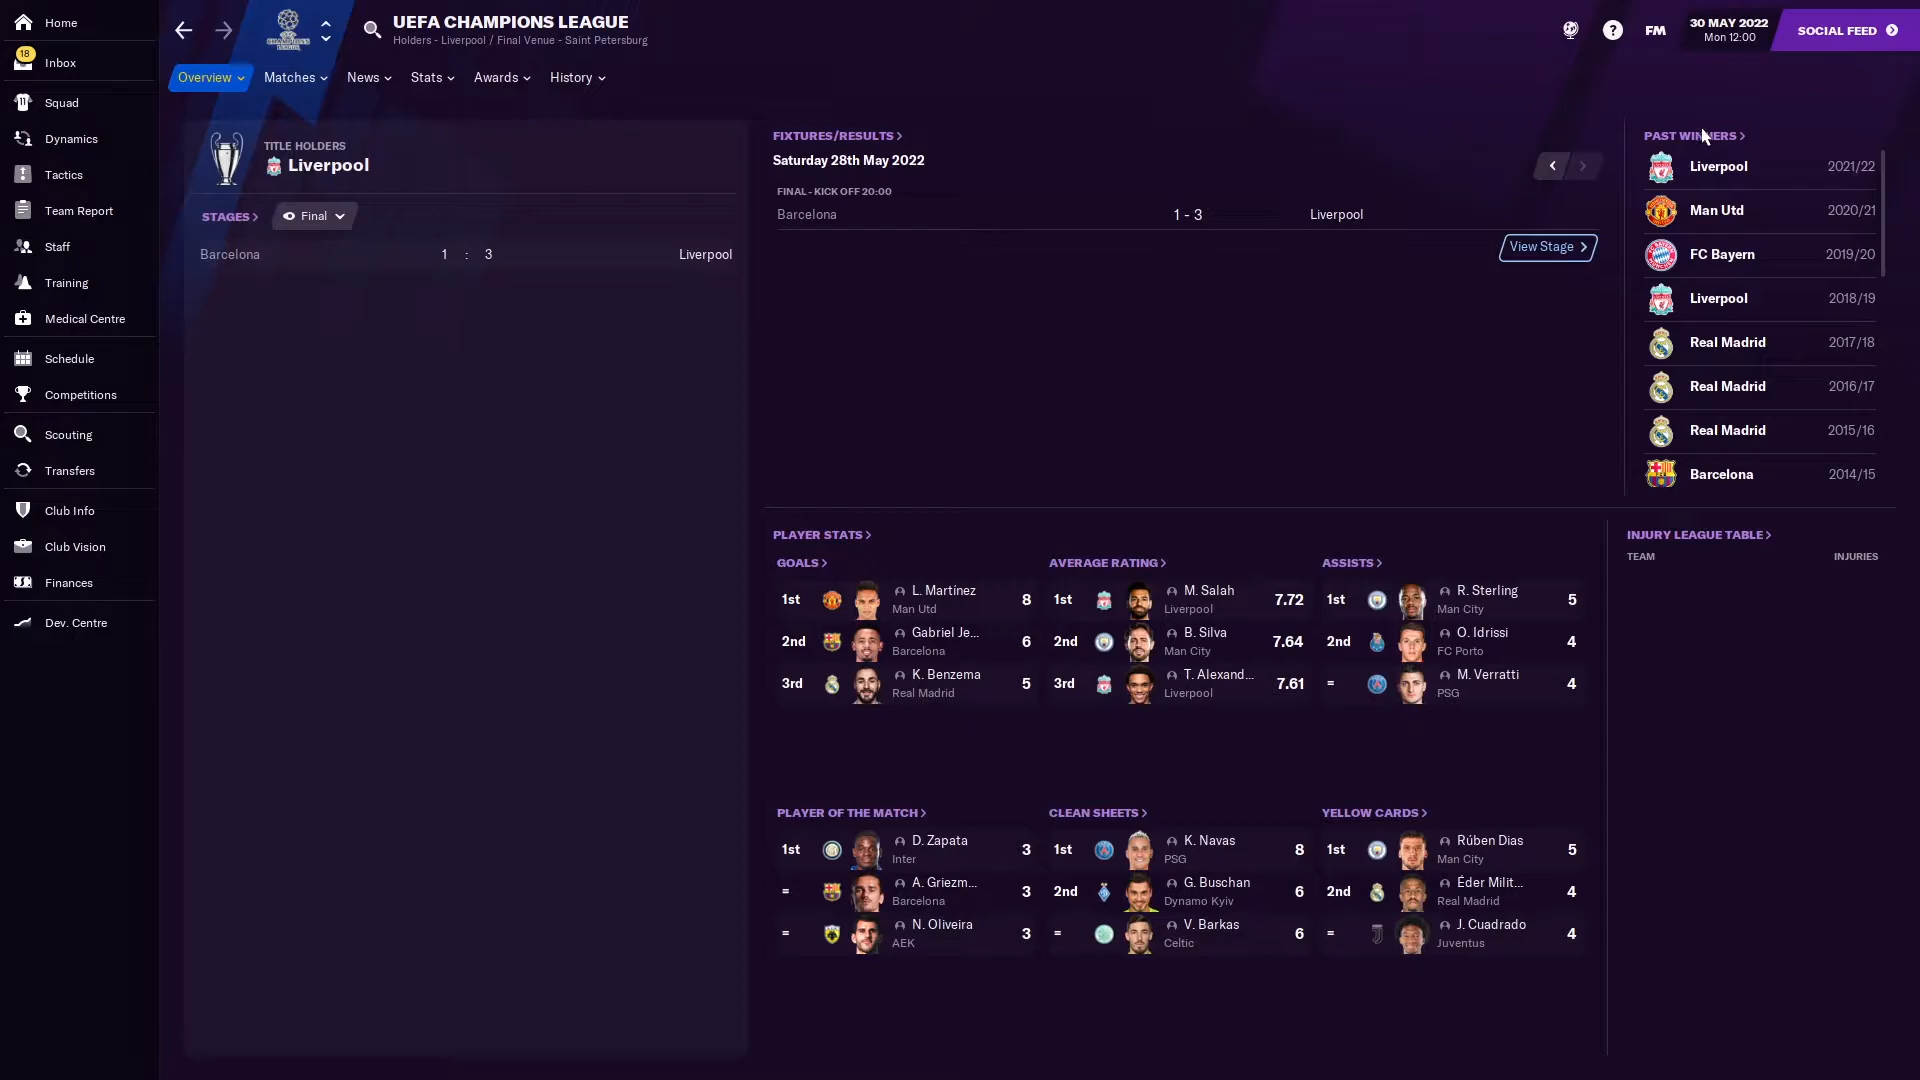 Home
18
Inbox
Squad
Dynamics
Tactics
Team Report
Staff
Training
Medical Centre
Schedule
Competitions
Scouting
Transfers
Club Info
Club Vision
Finances
Dev. Centre
UEFA CHAMPIONS LEAGUE
Holders - Liverpool / Final Venue - Saint Petersburg
FM
30 MAY 2022
Mon 12:00
SOCIAL FEED
Overview
Matches
News
Stats
Awards
History
TITLE HOLDERS
Liverpool
STAGES
Final
Barcelona 1 : 3 Liverpool
FIXTURES/RESULTS
Saturday 28th May 2022
FINAL - KICK OFF 20:00
Barcelona 1 - 3 Liverpool
View Stage
PAST WINNERS
Liverpool 2021/22
Man Utd 2020/21
FC Bayern 2019/20
Liverpool 2018/19
Real Madrid 2017/18
Real Madrid 2016/17
Real Madrid 2015/16
Barcelona 2014/15
PLAYER STATS
GOALS
1st L. Martínez 8
Man Utd
2nd Gabriel Je... 6
Barcelona
3rd K. Benzema 5
Real Madrid
AVERAGE RATING
1st M. Salah 7.72
Liverpool
2nd B. Silva 7.64
Man City
3rd T. Alexand... 7.61
Liverpool
ASSISTS
1st R. Sterling 5
Man City
2nd O. Idrissi 4
FC Porto
= M. Verratti 4
PSG
PLAYER OF THE MATCH
1st D. Zapata 3
Inter
= A. Griezm... 3
Barcelona
= N. Oliveira 3
AEK
CLEAN SHEETS
1st K. Navas 8
PSG
2nd G. Buschan 6
Dynamo Kyiv
= V. Barkas 6
Celtic
YELLOW CARDS
1st Rúben Dias 5
Man City
2nd Éder Milit... 4
Real Madrid
= J. Cuadrado 4
Juventus
INJURY LEAGUE TABLE
TEAM INJURIES